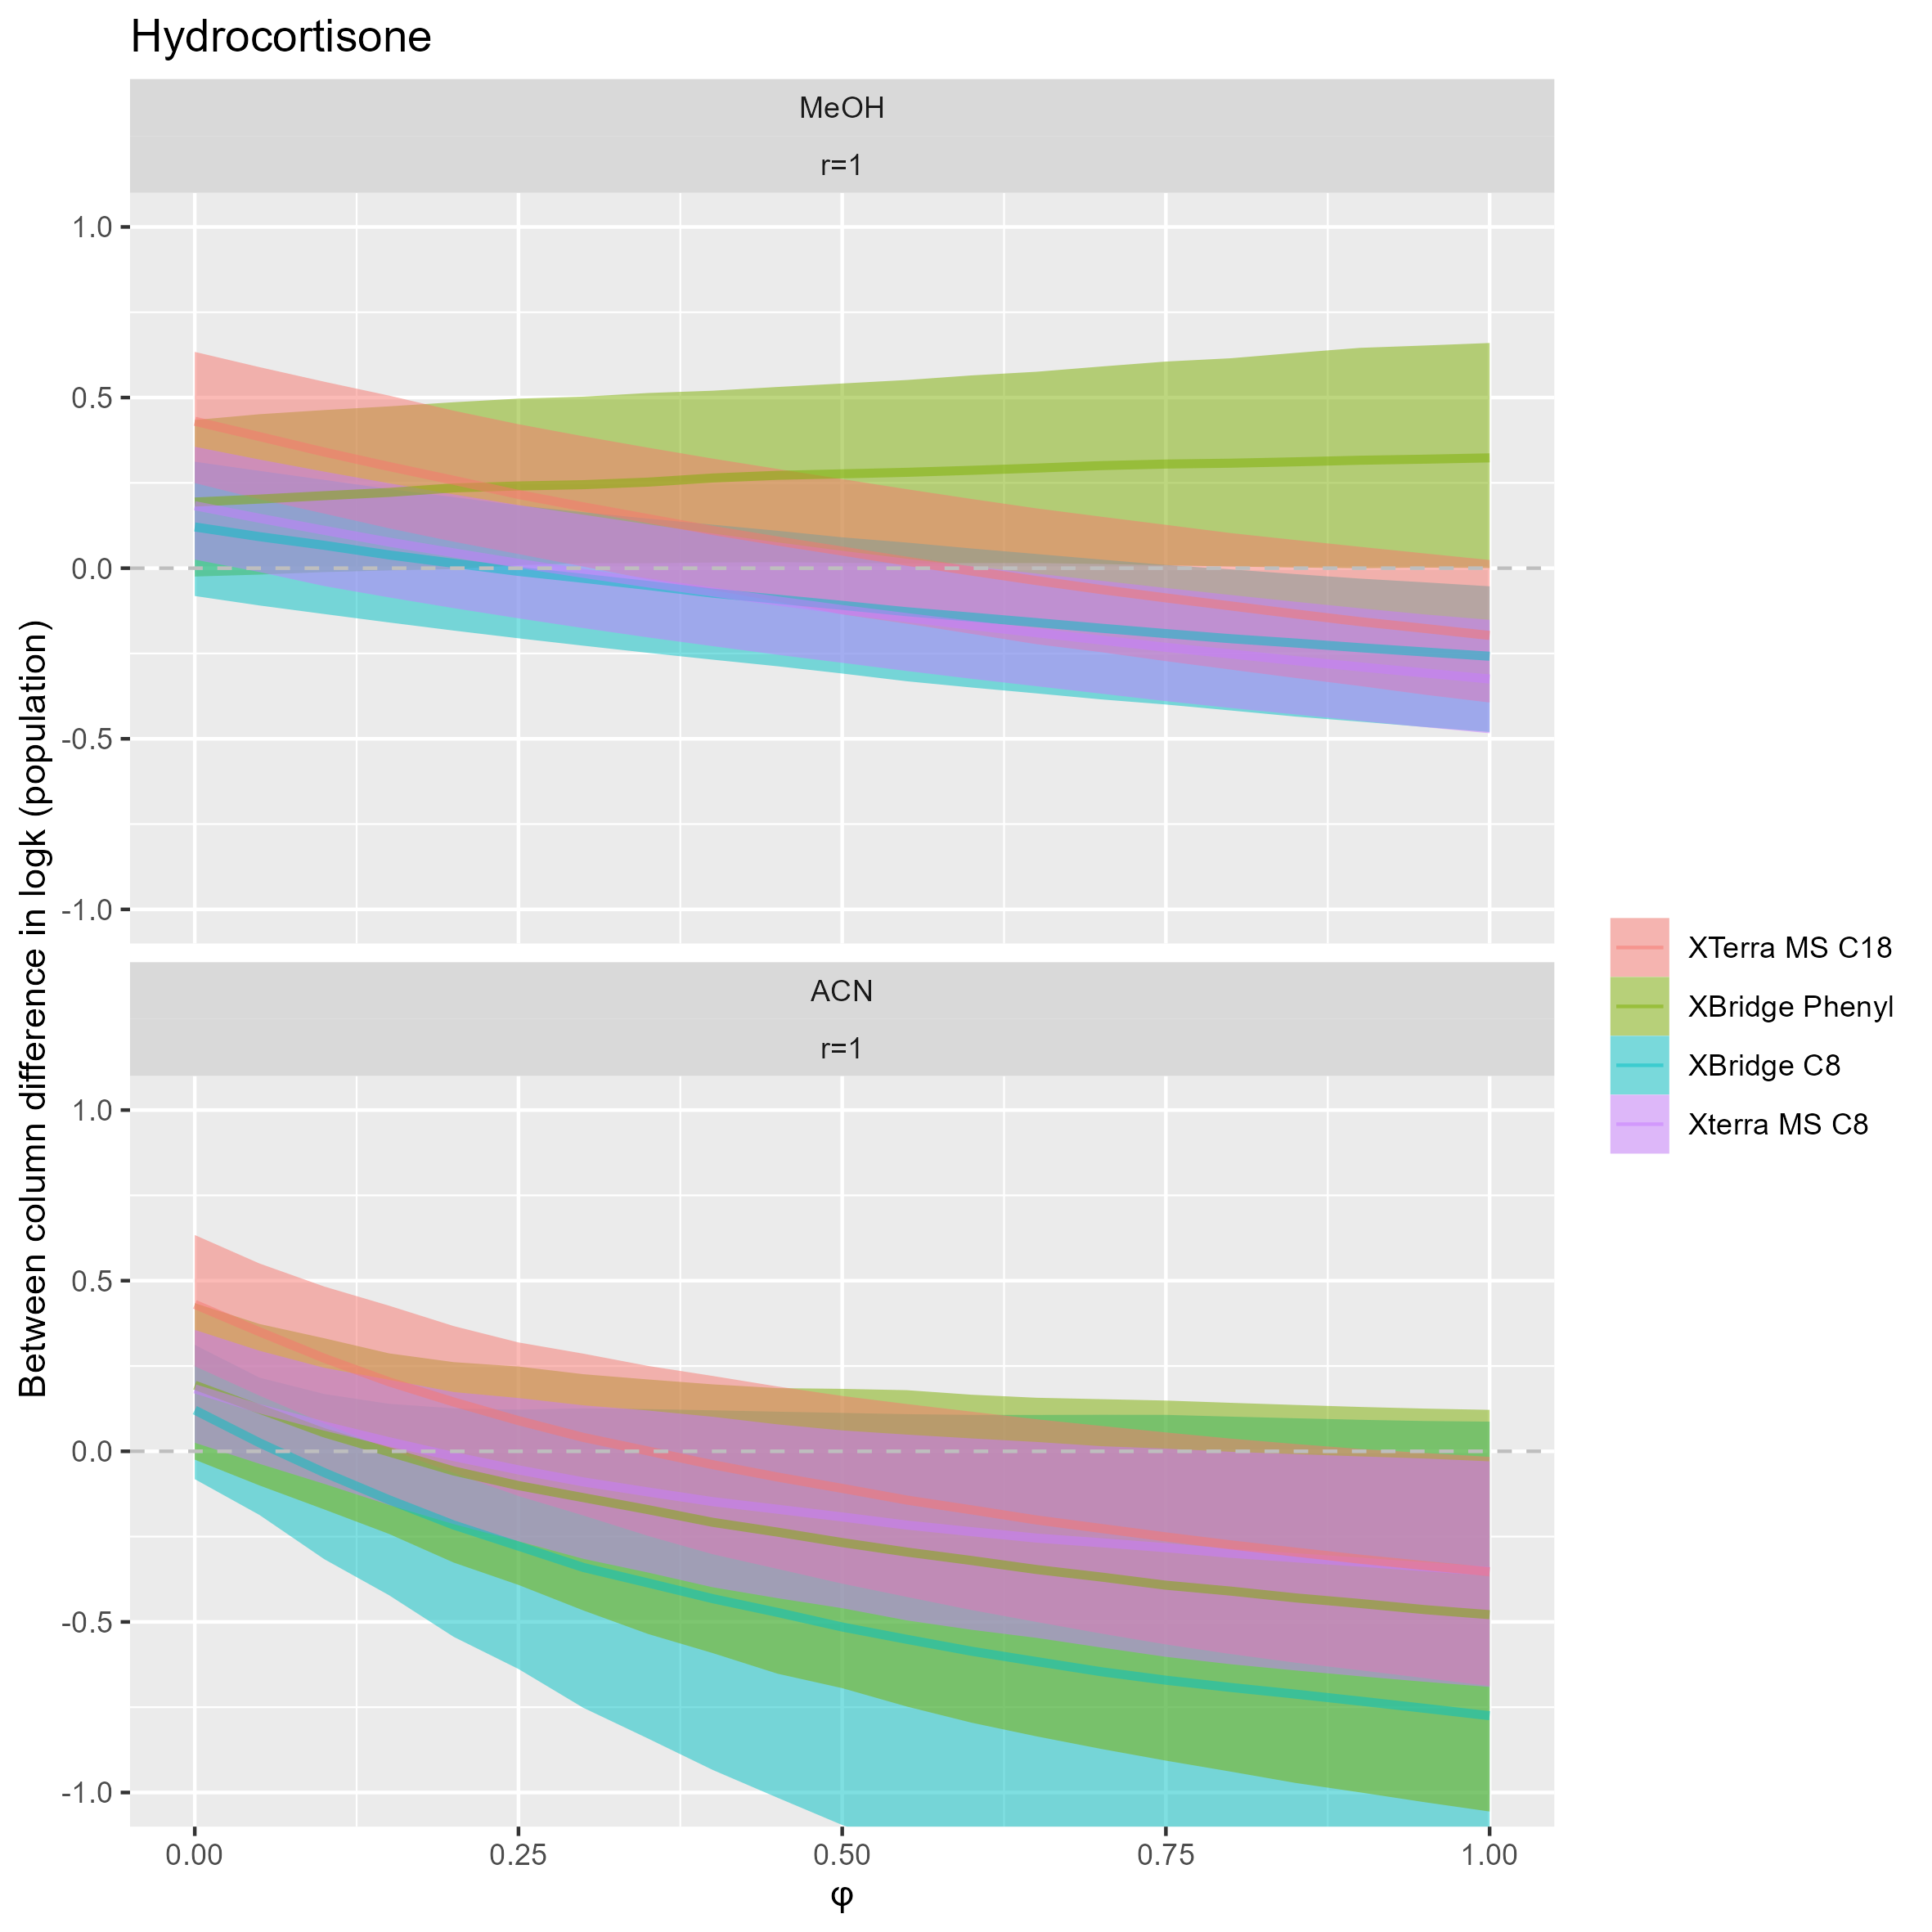 Hydrocortisone
MeOH
r=1
1.0
0.5
0.0
-0.5
-1.0
ACN
r=1
1.0
0.5
0.0
-0.5
-1.0
0.00 0.25 0.50 0.75 1.00
φ
Between column difference in logk (population)
XTerra MS C18
XBridge Phenyl
XBridge C8
Xterra MS C8